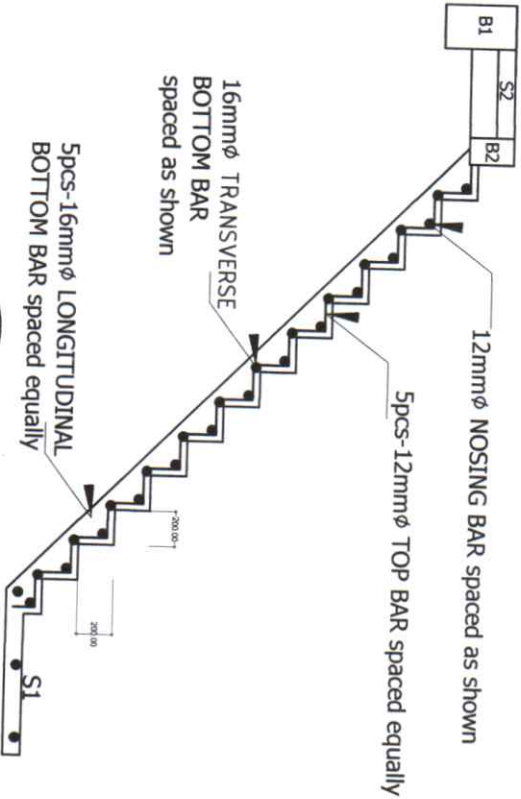 B1
S2
B2
12mmø NOSING BAR spaced as shown
5pcs-12mmø TOP BAR spaced equally
16mmø TRANSVERSE
BOTTOM BAR
spaced as shown
5pcs-16mmø LONGITUDINAL
BOTTOM BAR spaced equally
200.00
200.00
S1